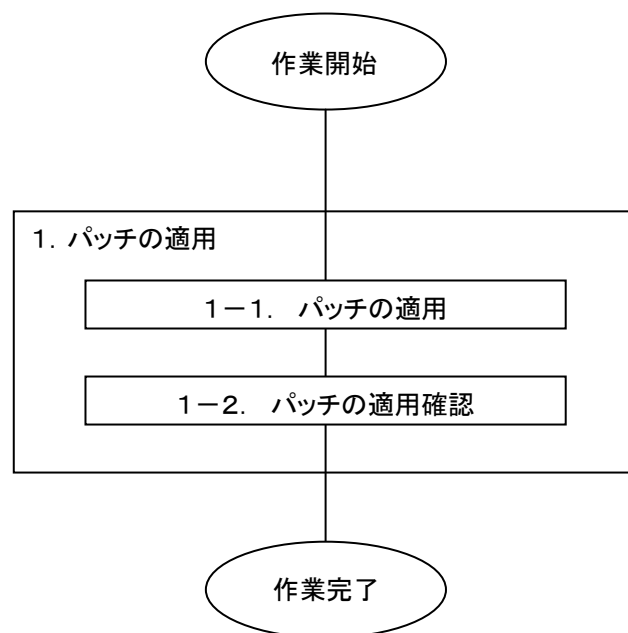 作業開始
1. パッチの適用
1-1. パッチの適用
1-2. パッチの適用確認
作業完了